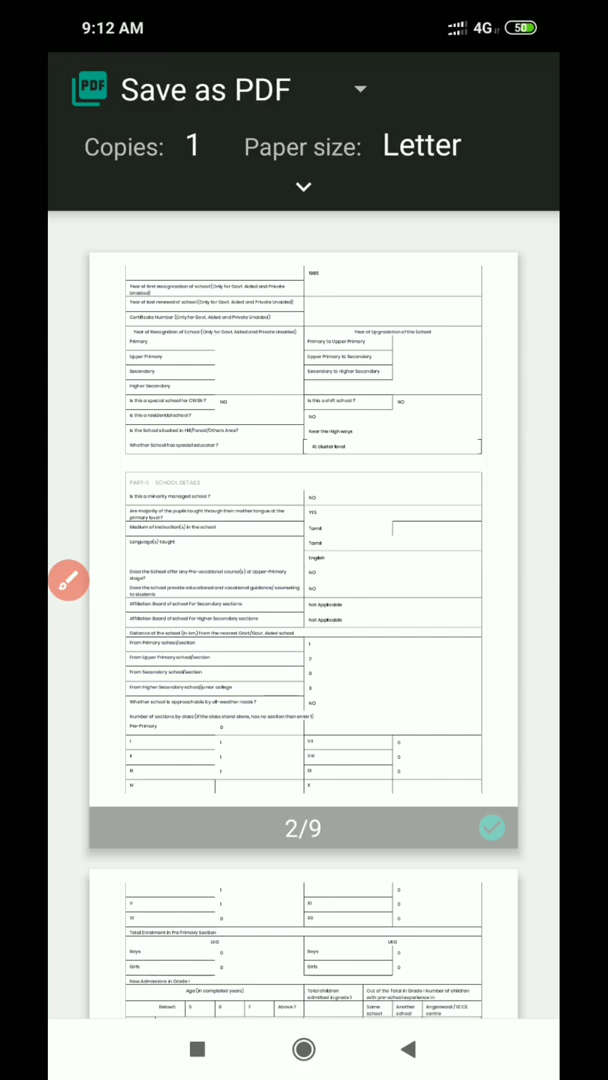 9:12 AM 4G 50
PDF Save as PDF
Copies: 1 Paper size: Letter
1985
Year of first recognization of school (Only for Govt. Aided and Private
Unaided)
Year of last renewal of school (Only for Govt. Aided and Private Unaided)
Certificate Number (Only for Govt. Aided and Private Unaided)
Year of Recognition of School (Only for Govt. Aided and Private Unaided) Year of Upgradation of the School
Primary Primary to Upper Primary
Upper Primary Upper Primary to Secondary
Secondary Secondary to Higher Secondary
Higher Secondary
Is this a special school for CWSN ? NO Is this a shift school ? NO
Is this a residential school ? NO
Is the School situated in Hill/Forest/Others Area? Near the High ways
Whether School has special educator ? At cluster level
PART-II SCHOOL DETAILS
Is this a minority managed school ? NO
Are majority of the pupils taught through their mother tongue at the YES
primary level?
Medium of instruction(s) in the school Tamil
Language(s) taught Tamil
English
Does the School offer any Pre-vocational course(s) at Upper-Primary NO
stage?
Does the school provide educational and vocational guidance/ counseling NO
to students
Affiliation Board of school For Secondary sections Not Applicable
Affiliation Board of school for Higher Secondary sections Not Applicable
Distance of the school (in km) from the nearest Govt/Govt. Aided school
From Primary school/section 1
From Upper Primary school/section 2
From Secondary school/section
From Higher Secondary school/junior college
Whether school is approachable by all-weather roads ? NO
Number of sections by class (if the class stand alone, has no section than enter 1)
Pre-Primary 0
I 1 VII 0
II 1 VIII 0
III 1 IX 0
IV X
2/9
1 0
V 1 XI 0
VI 0 XII 0
Total Enrolment in Pre Primary Section
LKG UKG
Boys 0 Boys 0
Girls 0 Girls 0
New Admissions in Grade I
Age (in completed years) Total children Out of the Total in Grade I Number of children
admitted in grade 1 with pre-school experience in
Below 5 5 6 7 Above 7 Same Another Anganwadi/ECCE
school school centre